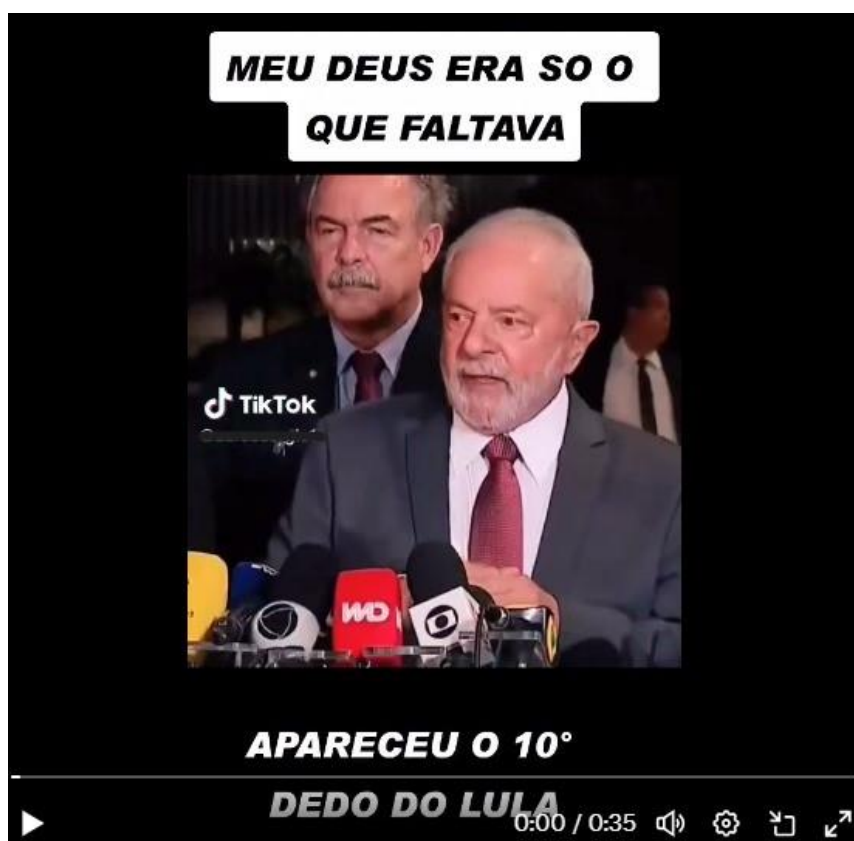 MEU DEUS ERA SO O
QUE FALTAVA
TikTok
APARECEU O 10°
DEDO DO LULA
0:00 / 0:35